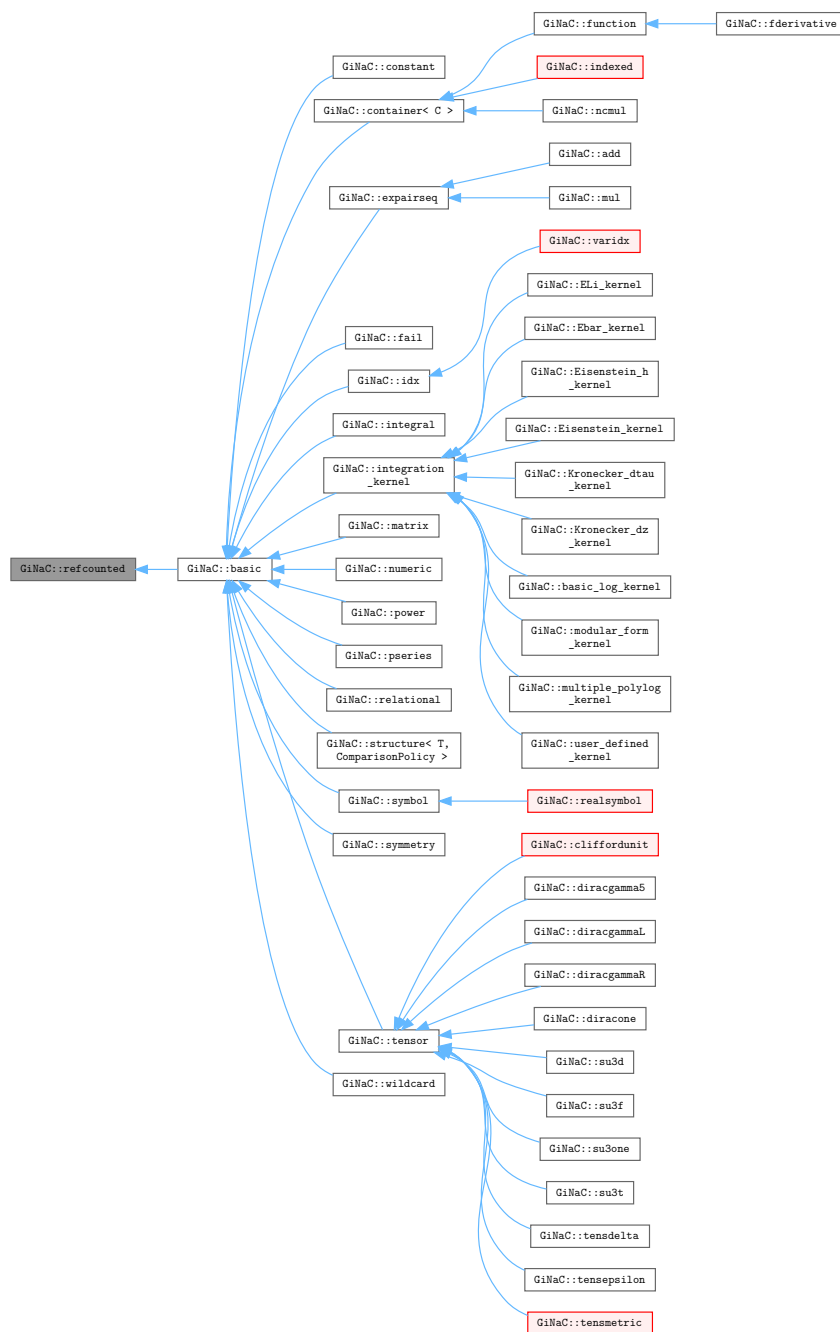 GiNaC::function
GiNaC::fderivative
GiNaC::constant
GiNaC::indexed
GiNaC::container< C >
GiNaC::ncmul
GiNaC::add
GiNaC::expairseq
GiNaC::mul
GiNaC::varidx
GiNaC::ELi_kernel
GiNaC::Ebar_kernel
GiNaC::fail
GiNaC::Eisenstein_h
_kernel
GiNaC::idx
GiNaC::integral
GiNaC::Eisenstein_kernel
GiNaC::integration
_kernel
GiNaC::Kronecker_dtau
_kernel
GiNaC::matrix
GiNaC::Kronecker_dz
_kernel
GiNaC::refcounted
GiNaC::basic
GiNaC::numeric
GiNaC::basic_log_kernel
GiNaC::power
GiNaC::modular_form
_kernel
GiNaC::pseries
GiNaC::relational
GiNaC::multiple_polylog
_kernel
GiNaC::structure< T,
ComparisonPolicy >
GiNaC::user_defined
_kernel
GiNaC::symbol
GiNaC::realsymbol
GiNaC::symmetry
GiNaC::cliffordunit
GiNaC::diracgamma5
GiNaC::diracgammaL
GiNaC::diracgammaR
GiNaC::diracone
GiNaC::tensor
GiNaC::su3d
GiNaC::wildcard
GiNaC::su3f
GiNaC::su3one
GiNaC::su3t
GiNaC::tensdelta
GiNaC::tensepsilon
GiNaC::tensmetric